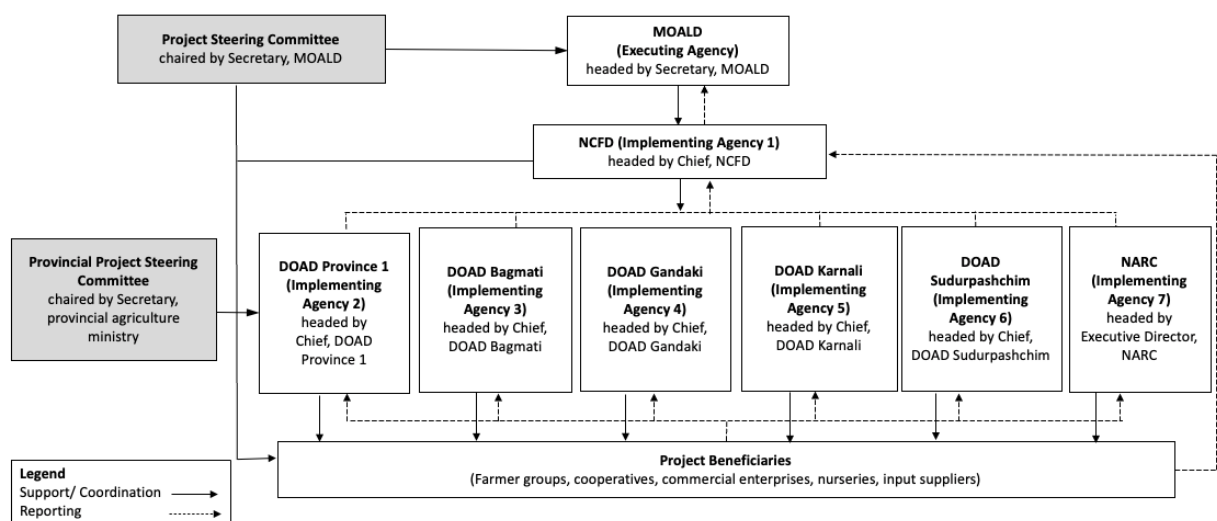 Project Steering Committee
chaired by Secretary, MOALD
MOALD
(Executing Agency)
headed by Secretary, MOALD
NCFD (Implementing Agency 1)
headed by Chief, NCFD
Provincial Project Steering
Committee
chaired by Secretary,
provincial agriculture
ministry
DOAD Province 1
(Implementing
Agency 2)
headed by
Chief, DOAD
Province 1
DOAD Bagmati
(Implementing
Agency 3)
headed by Chief,
DOAD Bagmati
DOAD Gandaki
(Implementing
Agency 4)
headed by Chief,
DOAD Gandaki
DOAD Karnali
(Implementing
Agency 5)
headed by Chief,
DOAD Karnali
DOAD
Sudurpashchim
(Implementing
Agency 6)
headed by Chief,
DOAD Sudurpashchim
NARC
(Implementing
Agency 7)
headed by
Executive Director,
NARC
Project Beneficiaries
(Farmer groups, cooperatives, commercial enterprises, nurseries, input suppliers)
Legend
Support/ Coordination
Reporting